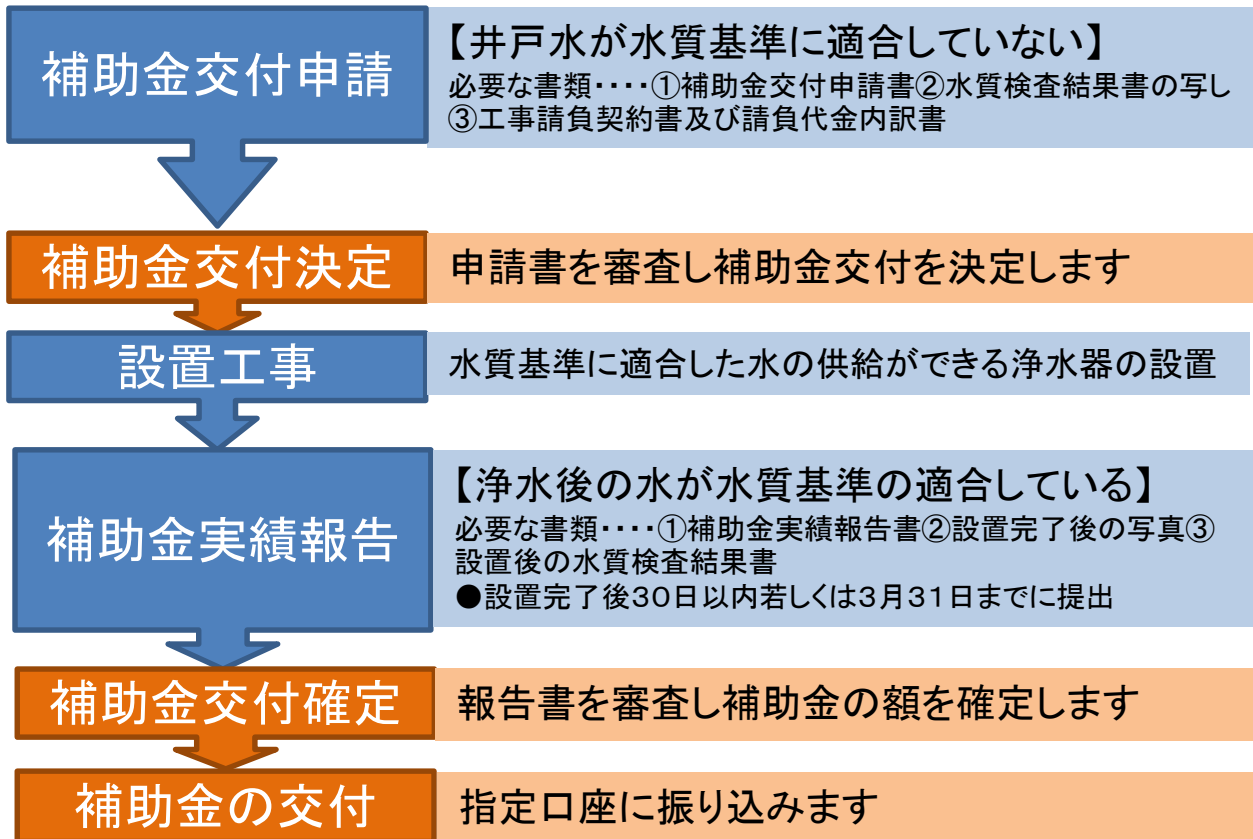 補助金交付申請
【井戸水が水質基準に適合していない】
必要な書類・・・・①補助金交付申請書②水質検査結果書の写し
③工事請負契約書及び請負代金内訳書
補助金交付決定
申請書を審査し補助金交付を決定します
設置工事
水質基準に適合した水の供給ができる浄水器の設置
補助金実績報告
【浄水後の水が水質基準の適合している】
必要な書類・・・・①補助金実績報告書②設置完了後の写真③
設置後の水質検査結果書
●設置完了後30日以内若しくは3月31日までに提出
補助金交付確定
報告書を審査し補助金の額を確定します
補助金の交付
指定口座に振り込みます